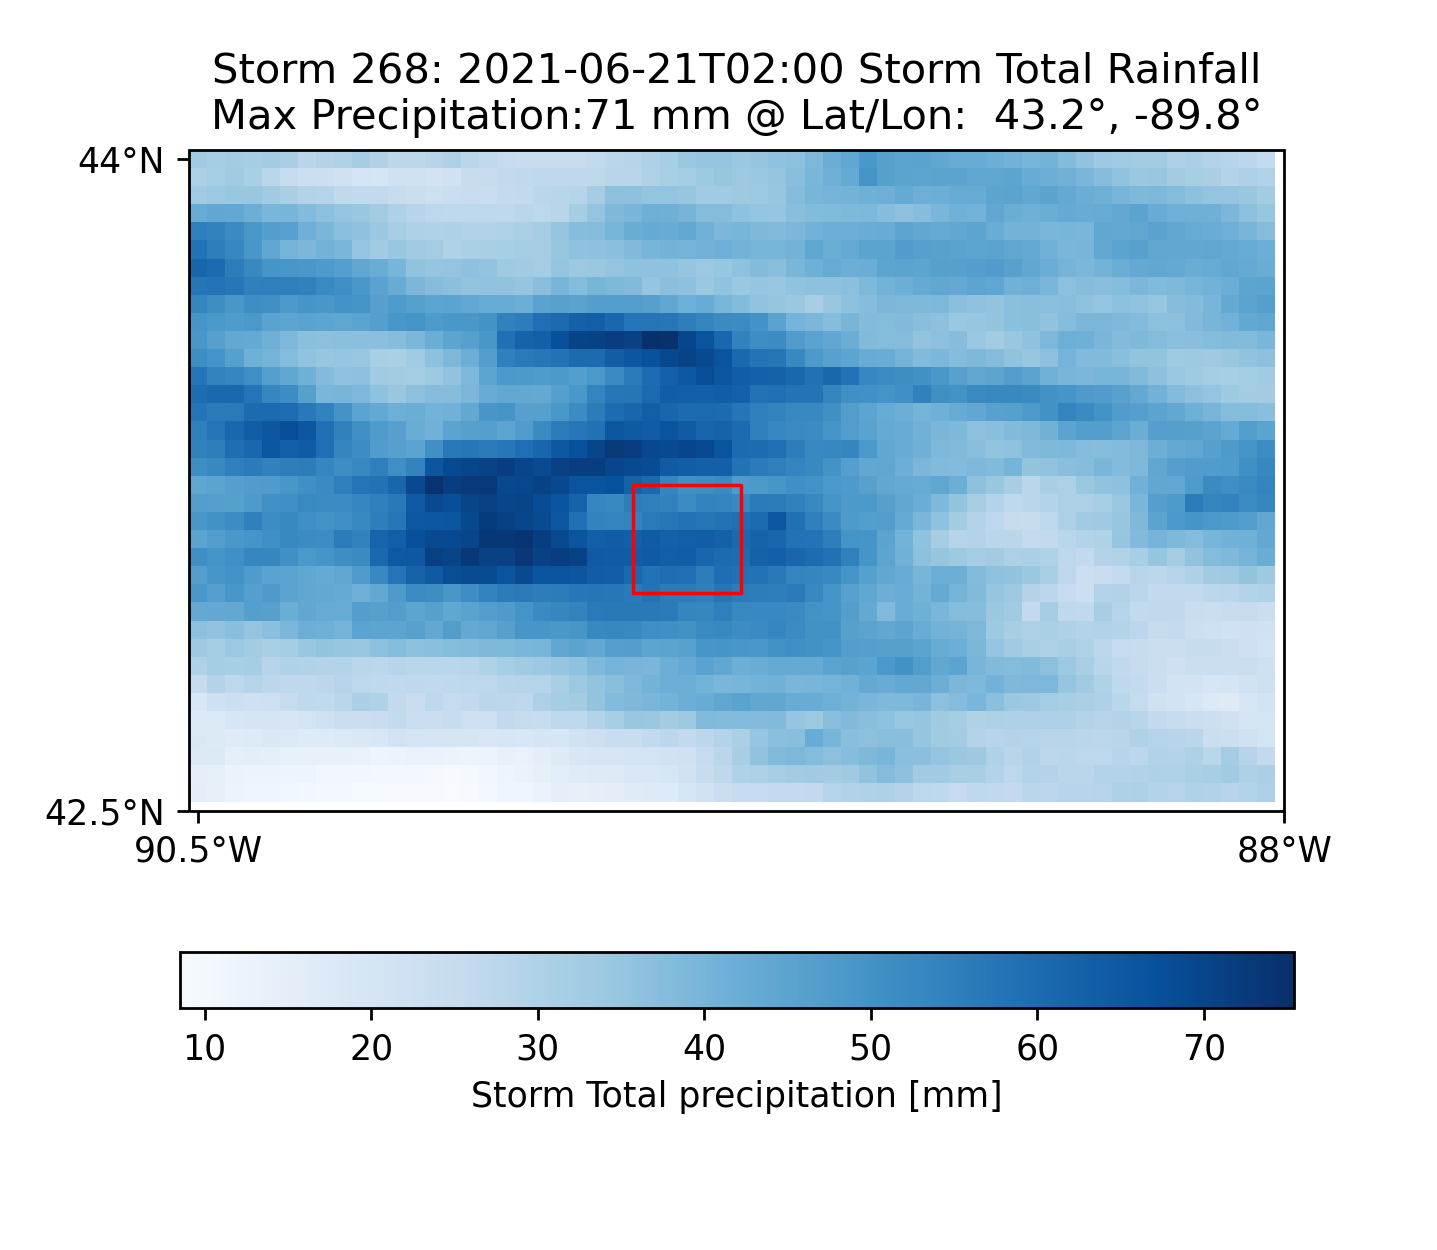 Storm 268: 2021-06-21T02:00 Storm Total Rainfall
Max Precipitation:71 mm @ Lat/Lon:  43.2°, -89.8°
44°N
42.5°N
90.5°W 88°W
10 20 30 40 50 60 70
Storm Total precipitation [mm]